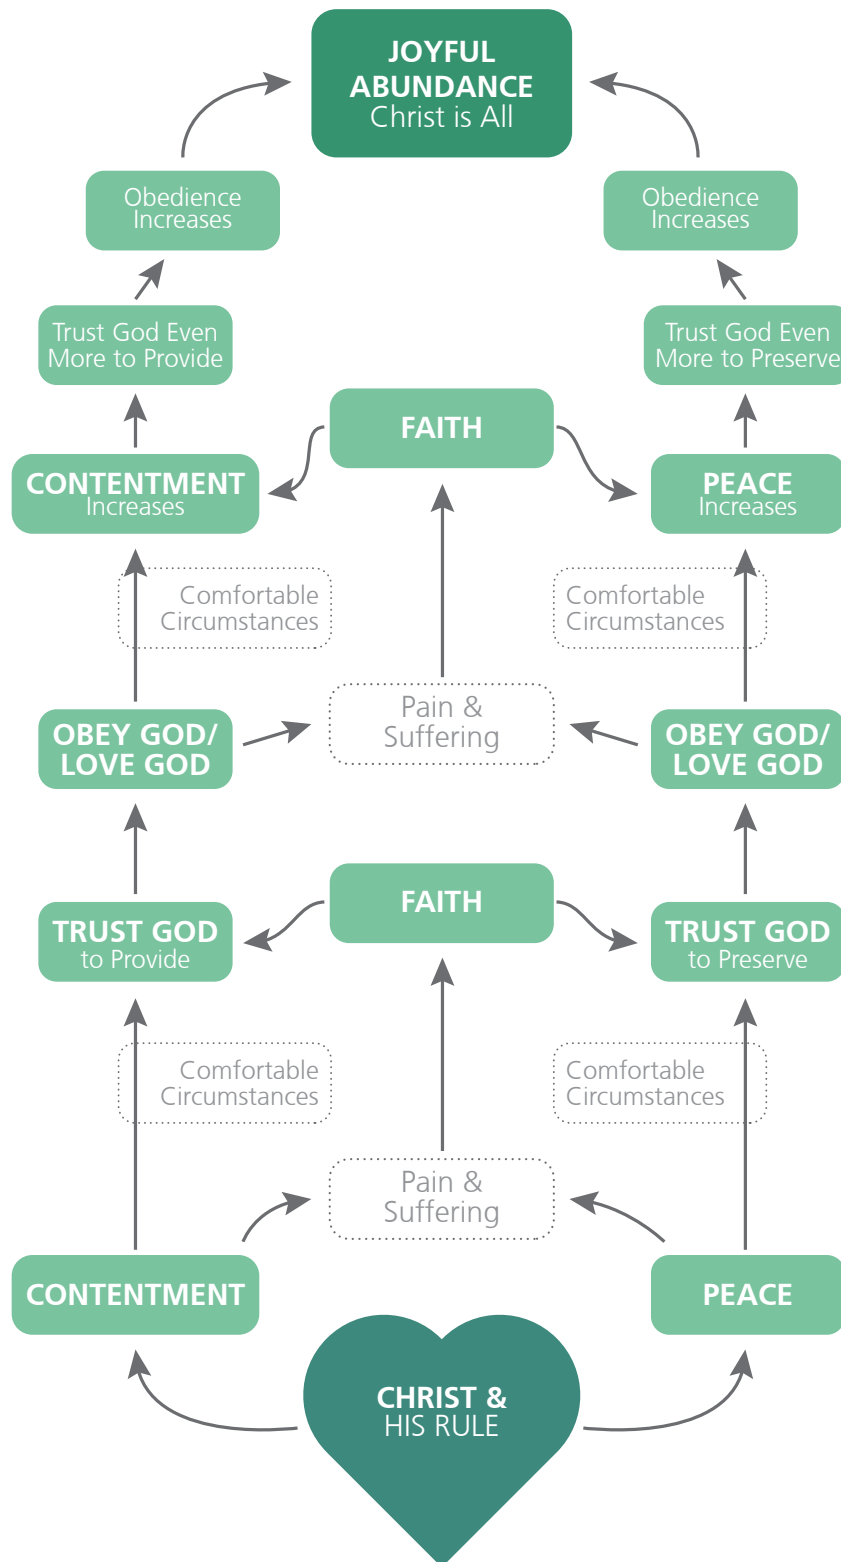 JOYFUL
ABUNDANCE
Christ is All
Obedience
Increases
Obedience
Increases
Trust God Even
More to Provide
Trust God Even
More to Preserve
FAITH
CONTENTMENT
Increases
PEACE
Increases
Comfortable
Circumstances
Comfortable
Circumstances
Pain &
Suffering
OBEY GOD/
LOVE GOD
OBEY GOD/
LOVE GOD
FAITH
TRUST GOD
to Provide
TRUST GOD
to Preserve
Comfortable
Circumstances
Comfortable
Circumstances
Pain &
Suffering
CONTENTMENT
PEACE
CHRIST &
HIS RULE